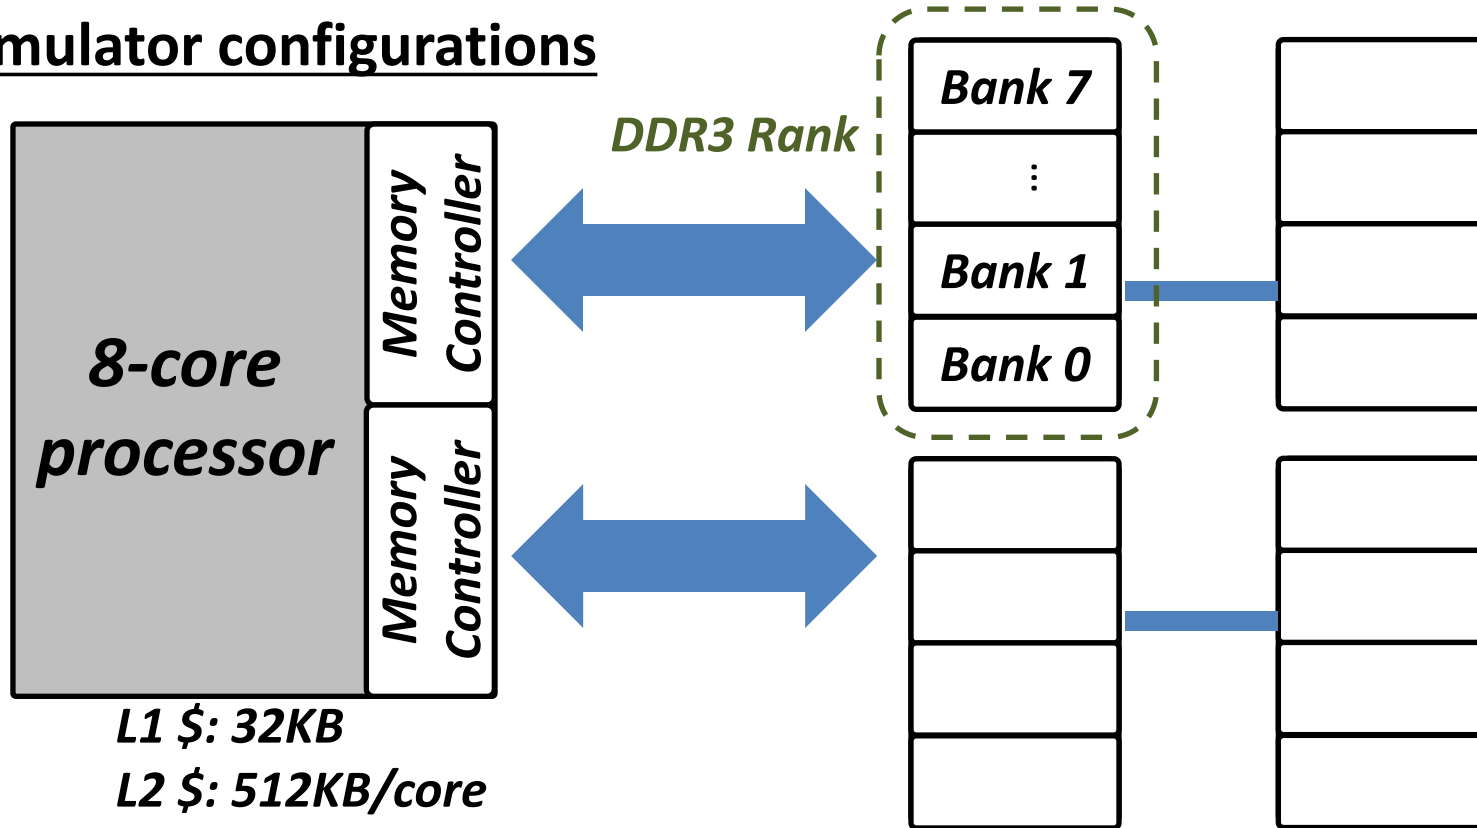 mulator configurations
DDR3 Rank
Bank 7
...
Bank 1
Bank 0
8-core
processor
Memory
Controller
Memory
Controller
L1 $: 32KB
L2 $: 512KB/core